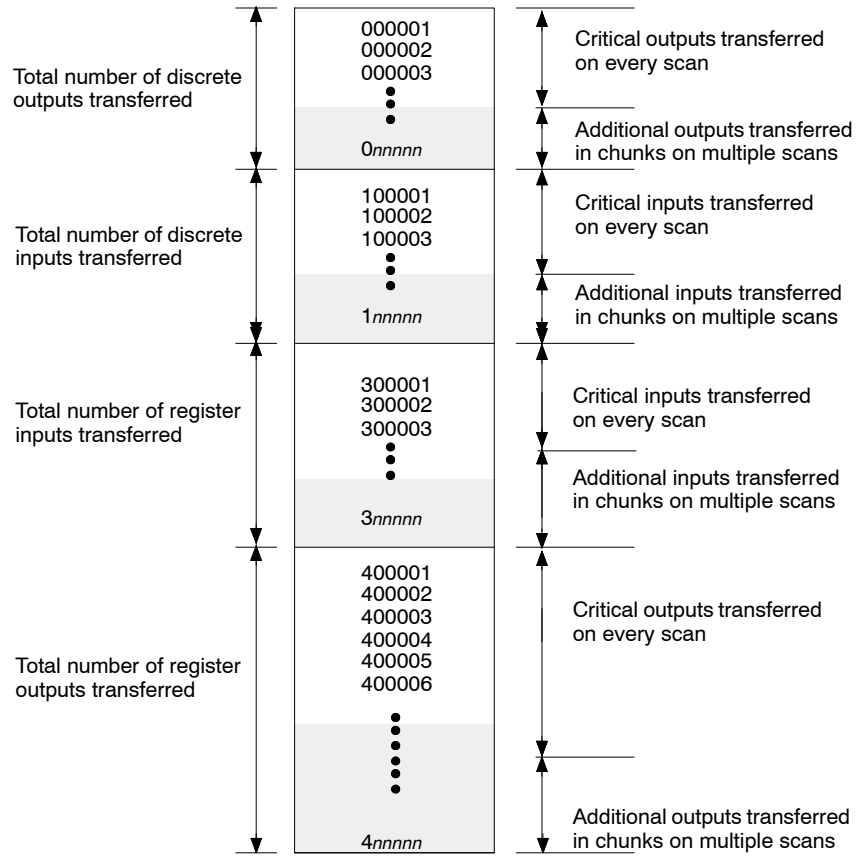 Total number of discrete
outputs transferred
000001
000002
000003
0nnnnn
Critical outputs transferred
on every scan
Additional outputs transferred
in chunks on multiple scans
Total number of discrete
inputs transferred
100001
100002
100003
1nnnnn
Critical inputs transferred
on every scan
Additional inputs transferred
in chunks on multiple scans
Total number of register
inputs transferred
300001
300002
300003
3nnnnn
Critical inputs transferred
on every scan
Additional inputs transferred
in chunks on multiple scans
Total number of register
outputs transferred
400001
400002
400003
400004
400005
400006
4nnnnn
Critical outputs transferred
on every scan
Additional outputs transferred
in chunks on multiple scans